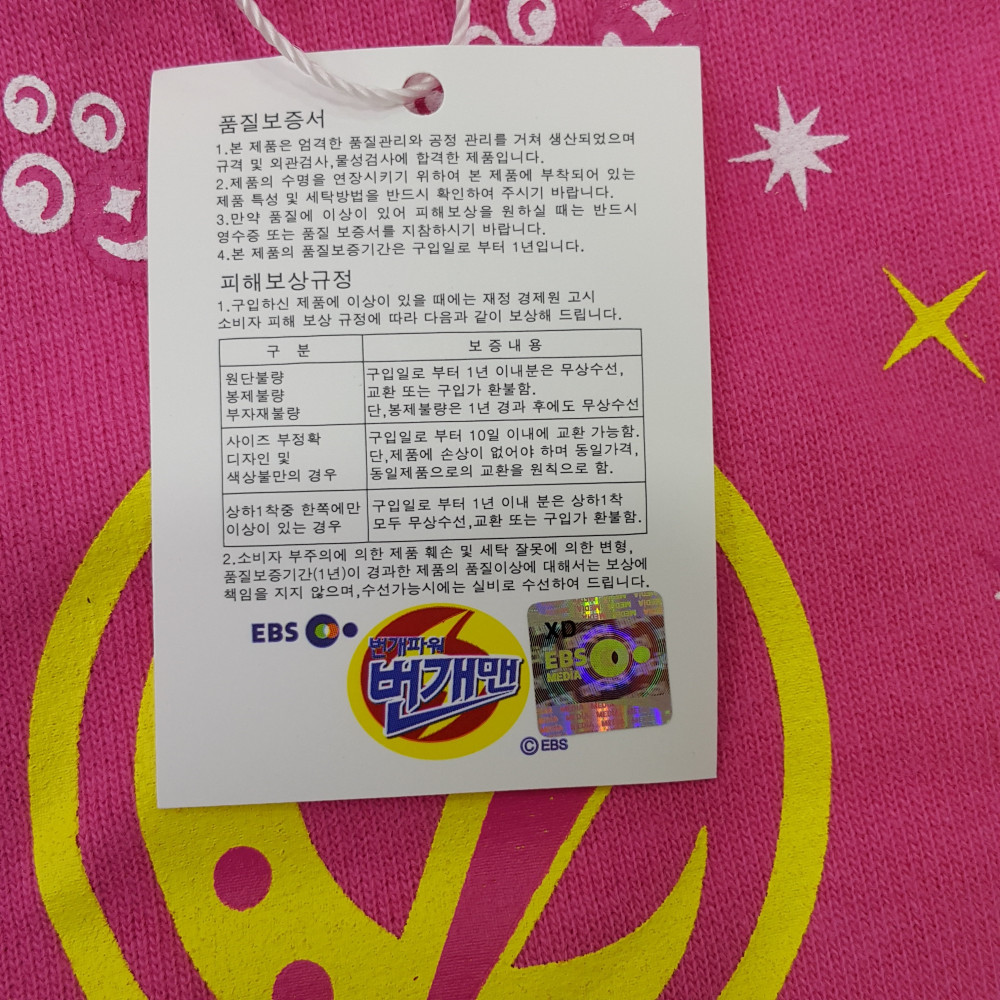 품질보증서
1.본 제품은 엄격한 품질관리와 공정 관리를 거쳐 생산되었으며
규격 및 외관검사,물성검사에 합격한 제품입니다.
2.제품의 수명을 연장시키기 위하여 본 제품에 부착되어 있는
제품 특성 및 세탁방법을 반드시 확인하여 주시기 바랍니다.
3.만약 품질에 이상이 있어 피해보상을 원하실 때는 반드시
영수증 또는 품질 보증서를 지참하시기 바랍니다.
4.본 제품의 품질보증기간은 구입일로 부터 1년입니다.
피해보상규정
1.구입하신 제품에 이상이 있을 때에는 재정 경제원 고시
소비자 피해 보상 규정에 따라 다음과 같이 보상해 드립니다.
구 분
보 증 내 용
원단불량
봉제불량
부자재불량
구입일로 부터 1년 이내분은 무상수선,
교환 또는 구입가 환불함.
단,봉제불량은 1년 경과 후에도 무상수선
사이즈 부정확
디자인 및
색상불만의 경우
구입일로 부터 10일 이내에 교환 가능함.
단,제품에 손상이 없어야 하며 동일가격,
동일제품으로의 교환을 원칙으로 함.
상하1착중 한쪽에만
이상이 있는 경우
구입일로 부터 1년 이내 분은 상하1착
모두 무상수선,교환 또는 구입가 환불함.
2.소비자 부주의에 의한 제품 훼손 및 세탁 잘못에 의한 변형,
품질보증기간(1년)이 경과한 제품의 품질이상에 대해서는 보상에
책임을 지지 않으며,수선가능시에는 실비로 수선하여 드립니다.
EBS
번개파워
번개맨
XD
EBS
MEDIA
© EBS